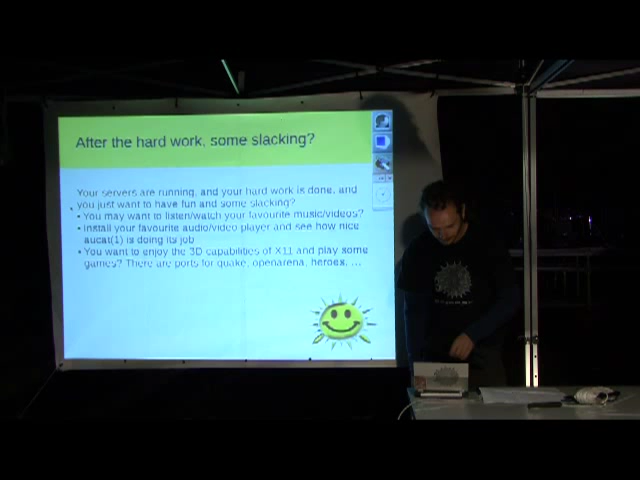 After the hard work, some slacking?
Your servers are running, and your hard work is done, and
you just want to have fun and some slacking?
• You may want to listen/watch your favourite music/videos?
• Install your favourite audio/video player and see how nice
aucat(1) is doing its job
• You want to enjoy the 3D capabilities of X11 and play some
games? There are ports for quake, openarena, heroes, ...